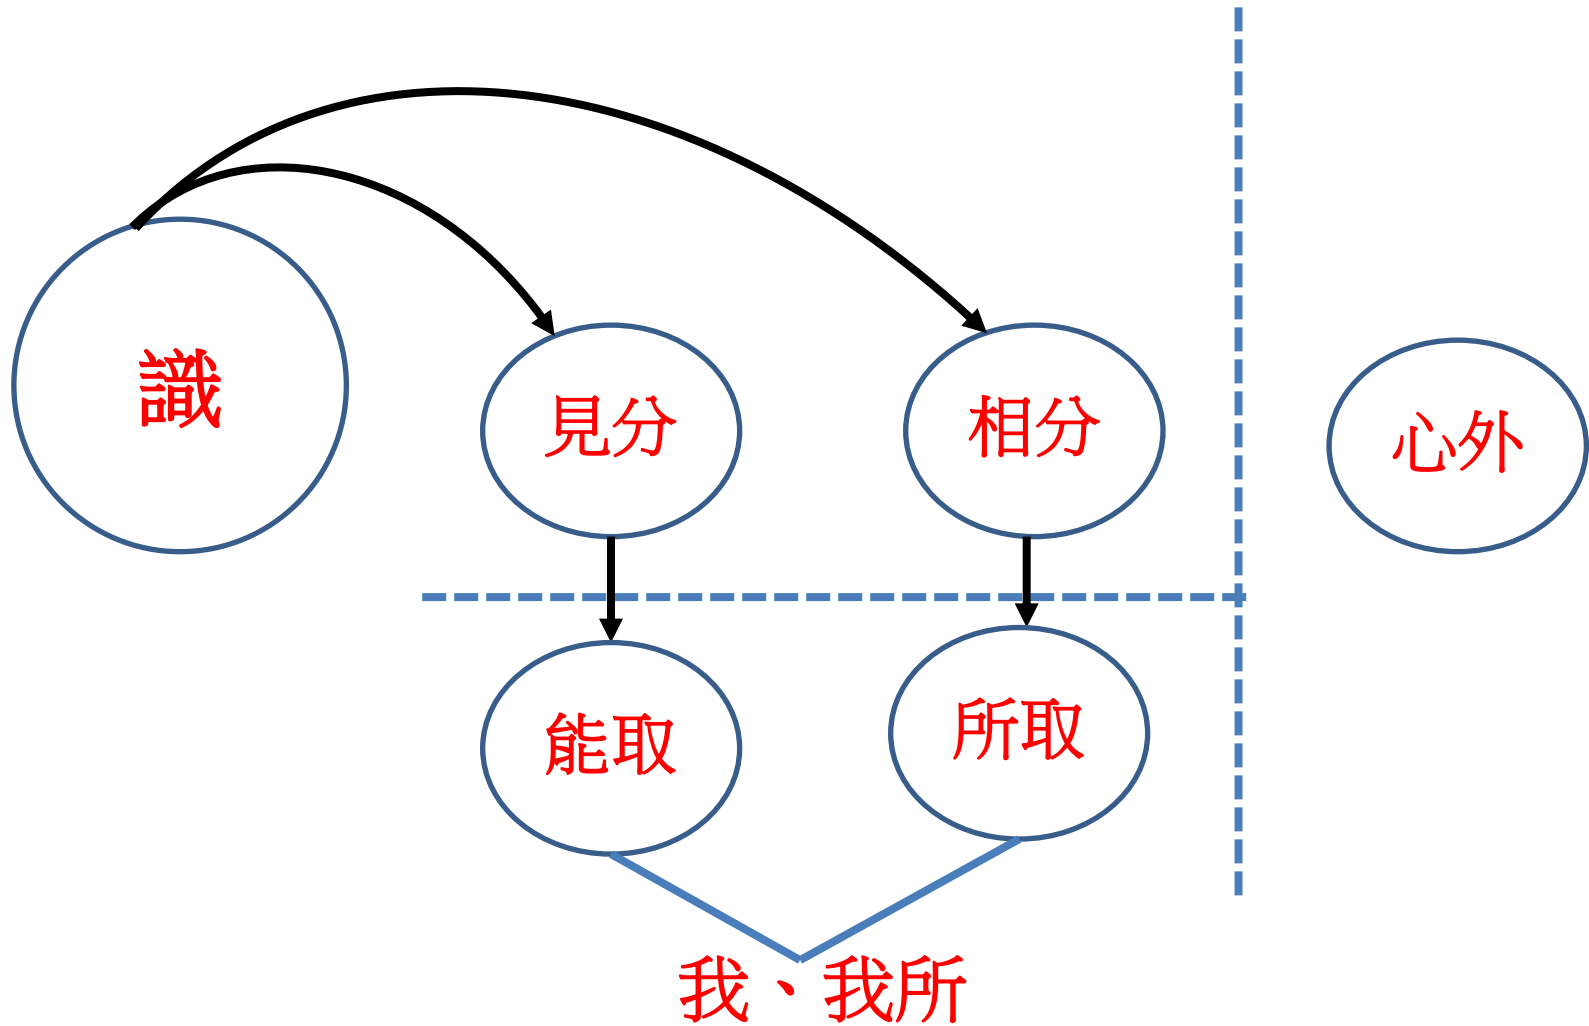 識
見分
相分
心外
能取
所取
我、我所